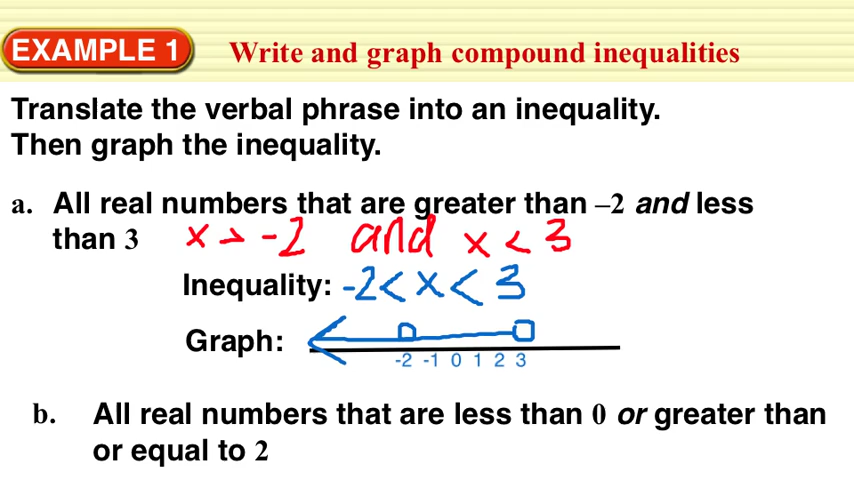 EXAMPLE 1 Write and graph compound inequalities
Translate the verbal phrase into an inequality.
Then graph the inequality.
a. All real numbers that are greater than –2 and less
than 3 x > -2 and x < 3
Inequality: -2 < x < 3
Graph:
-2 -1 0 1 2 3
b. All real numbers that are less than 0 or greater than
or equal to 2